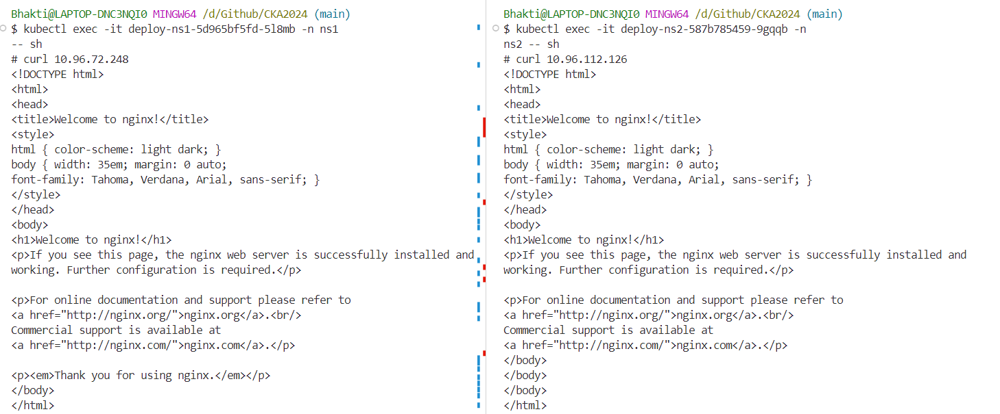 Bhakti@LAPTOP-DNC3NQI0 MINGW64 /d/Github/CKA2024 (main)
$ kubectl exec -it deploy-ns1-5d965bf5fd-5l8mb -n ns1
-- sh
# curl 10.96.72.248
<!DOCTYPE html>
<html>
<head>
<title>Welcome to nginx!</title>
<style>
html { color-scheme: light dark; }
body { width: 35em; margin: 0 auto;
font-family: Tahoma, Verdana, Arial, sans-serif; }
</style>
</head>
<body>
<h1>Welcome to nginx!</h1>
<p>If you see this page, the nginx web server is successfully installed and
working. Further configuration is required.</p>

<p>For online documentation and support please refer to
<a href="http://nginx.org/">nginx.org</a>.<br/>
Commercial support is available at
<a href="http://nginx.com/">nginx.com</a>.</p>

<p><em>Thank you for using nginx.</em></p>
</body>
</html>
Bhakti@LAPTOP-DNC3NQI0 MINGW64 /d/Github/CKA2024 (main)
$ kubectl exec -it deploy-ns2-587b785459-9gqqb -n
ns2 -- sh
# curl 10.96.112.126
<!DOCTYPE html>
<html>
<head>
<title>Welcome to nginx!</title>
<style>
html { color-scheme: light dark; }
body { width: 35em; margin: 0 auto;
font-family: Tahoma, Verdana, Arial, sans-serif; }
</style>
</head>
<body>
<h1>Welcome to nginx!</h1>
<p>If you see this page, the nginx web server is successfully installed and
working. Further configuration is required.</p>

<p>For online documentation and support please refer to
<a href="http://nginx.org/">nginx.org</a>.<br/>
Commercial support is available at
<a href="http://nginx.com/">nginx.com</a>.</p>
</body>
</body>
</body>
</html>